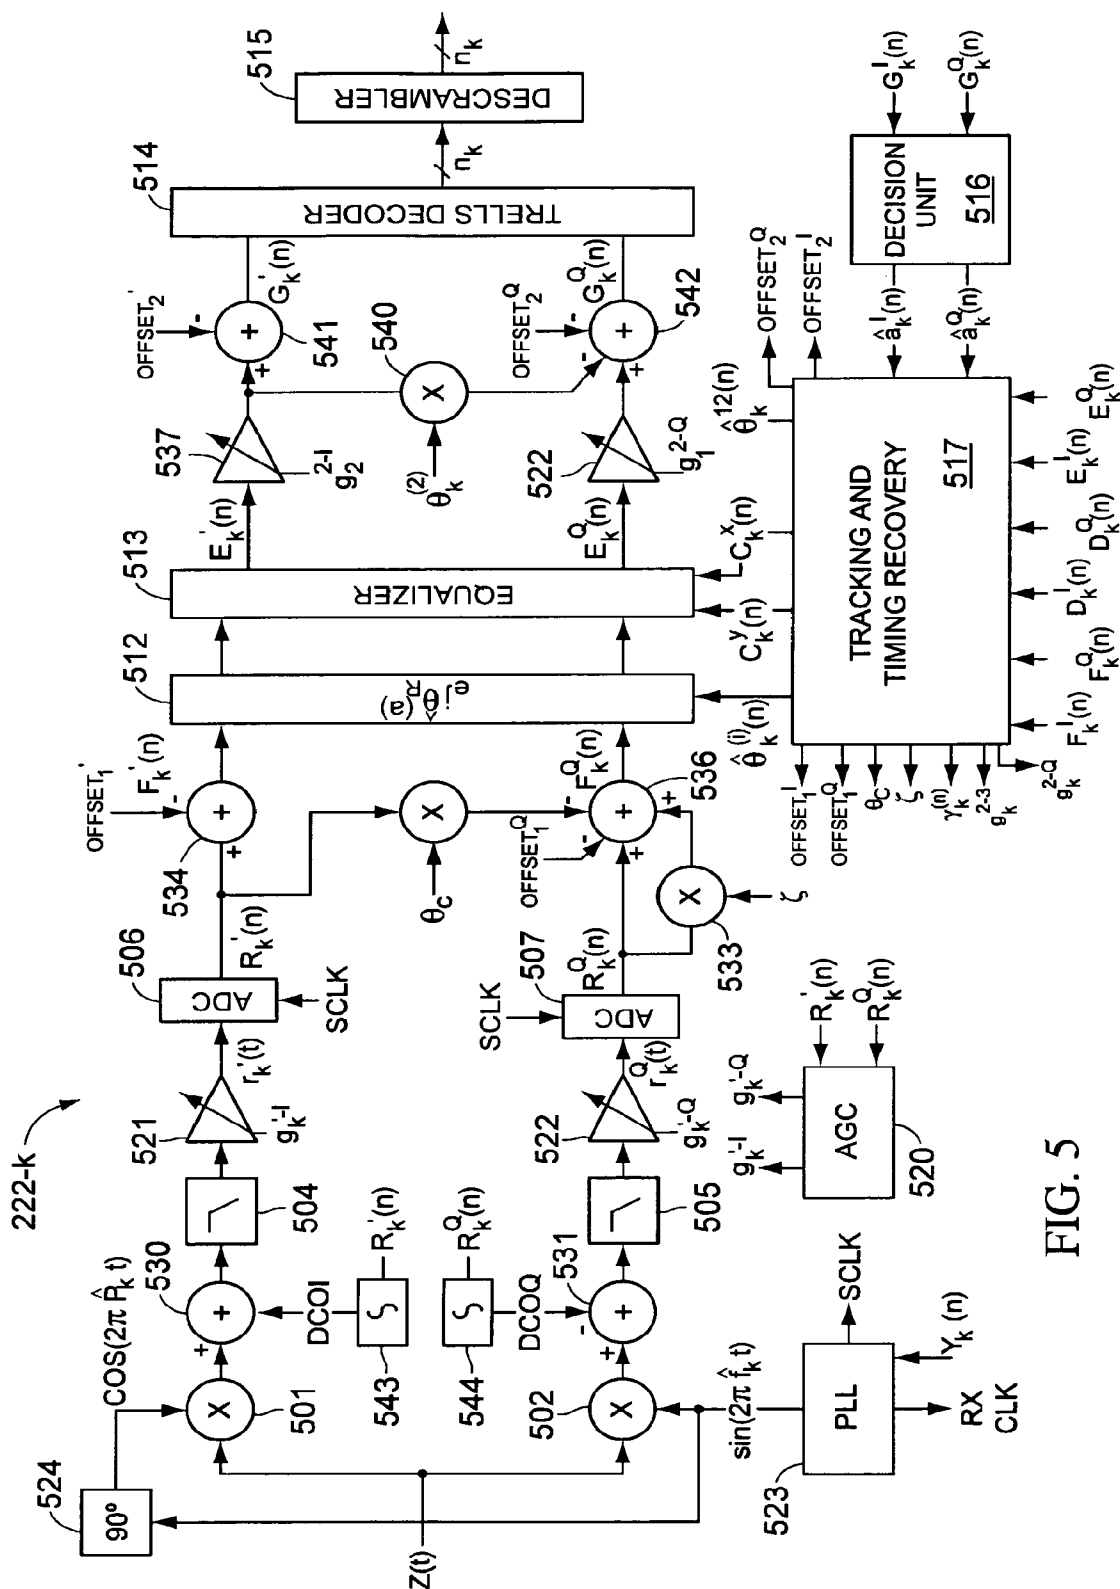 222-k
524
90°
COS(2π P̂k t)
530
504
521
gk'-I
rk'(t)
506
ADC
SCLK
Rk'(n)
534
OFFSET1'
Fk'(n)
512
ejθ̂R(a)
513
EQUALIZER
Ek'(n)
537
g2 2-I
OFFSET2'
541
Gk'(n)
514
TRELLS DECODER
nk
515
DESCRAMBLER
nk
501
DCOI
543
Rk'(n)
544
RkQ(n)
DCOQ
531
502
Z(t)
505
522
gk'-Q
rkQ(t)
507
ADC
SCLK
RkQ(n)
θC
OFFSET1Q
533
ζ
536
FkQ(n)
EkQ(n)
522
g1 2-Q
θk(2)
540
OFFSET2Q
542
GkQ(n)
sin(2π f̂k t)
523
PLL
SCLK
Yk (n)
RX
CLK
gk'-I
gk'-Q
AGC
520
Rk'(n)
RkQ(n)
θ̂k(i)(n)
Cky(n)
Ckx(n)
θ̂k12(n)
OFFSET2Q
OFFSET2I
OFFSET1I
OFFSET1Q
θC
ζ
γk(n)
gk2-3
gk2-Q
TRACKING AND
TIMING RECOVERY
517
FkI(n)
FkQ(n)
DkI(n)
DkQ(n)
EkI(n)
EkQ(n)
âkI(n)
âkQ(n)
DECISION
UNIT
516
GkI(n)
GkQ(n)
FIG. 5